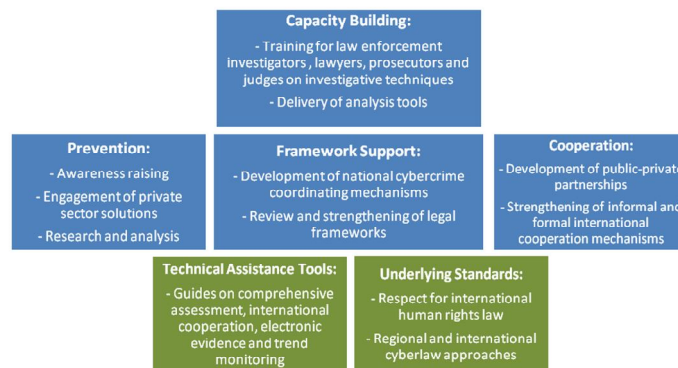 Capacity Building:
- Training for law enforcement
investigators , lawyers, prosecutors and
judges on investigative techniques
- Delivery of analysis tools
Prevention:
- Awareness raising
- Engagement of private
sector solutions
- Research and analysis
Framework Support:
- Development of national cybercrime
coordinating mechanisms
- Review and strengthening of legal
frameworks
Cooperation:
- Development of public-private
partnerships
- Strengthening of informal and
formal international
cooperation mechanisms
Technical Assistance Tools:
- Guides on comprehensive
assessment, international
cooperation, electronic
evidence and trend
monitoring
Underlying Standards:
- Respect for international
human rights law
- Regional and international
cyberlaw approaches